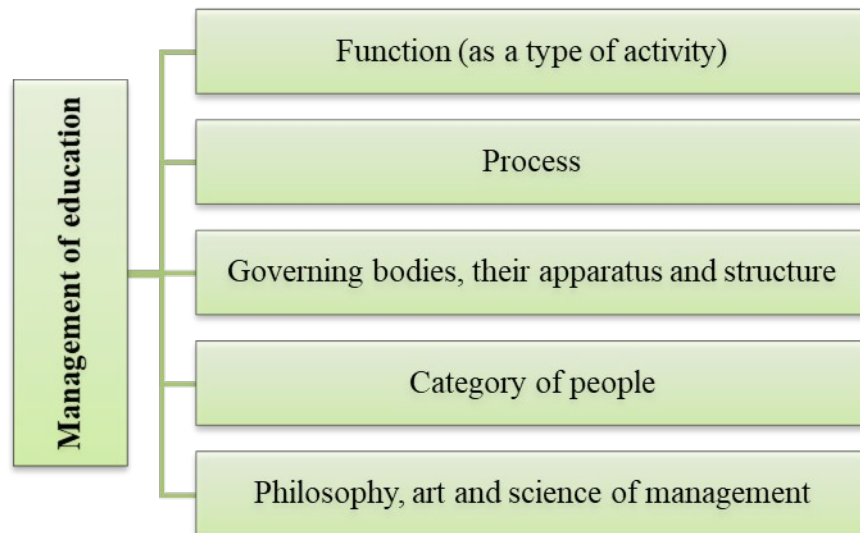 Management of education
Function (as a type of activity)
Process
Governing bodies, their apparatus and structure
Category of people
Philosophy, art and science of management